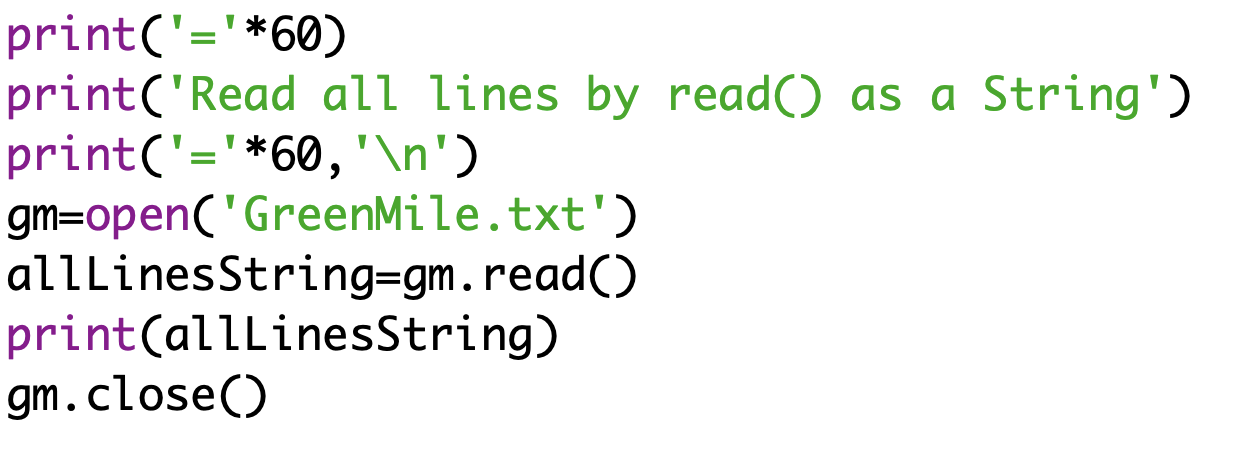 print('='*60)
print('Read all lines by read() as a String')
print('='*60,'\n')
gm=open('GreenMile.txt')
allLinesString=gm.read()
print(allLinesString)
gm.close()